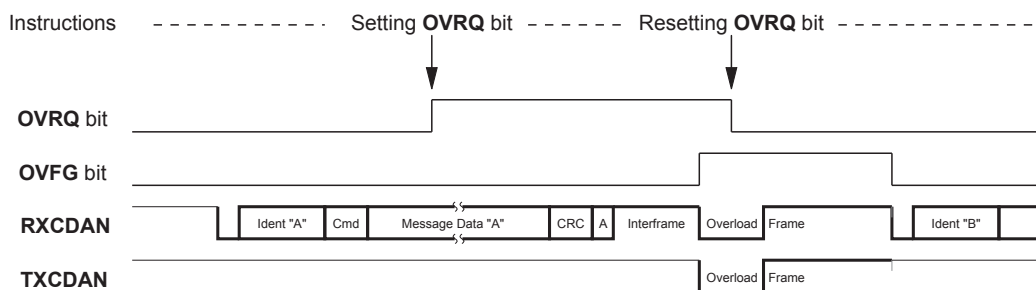 Instructions Setting OVRQ bit Resetting OVRQ bit
OVRQ bit
OVFG bit
RXCDAN Ident "A" Cmd Message Data "A" CRC A Interframe Overload Frame Ident "B"
TXCDAN Overload Frame